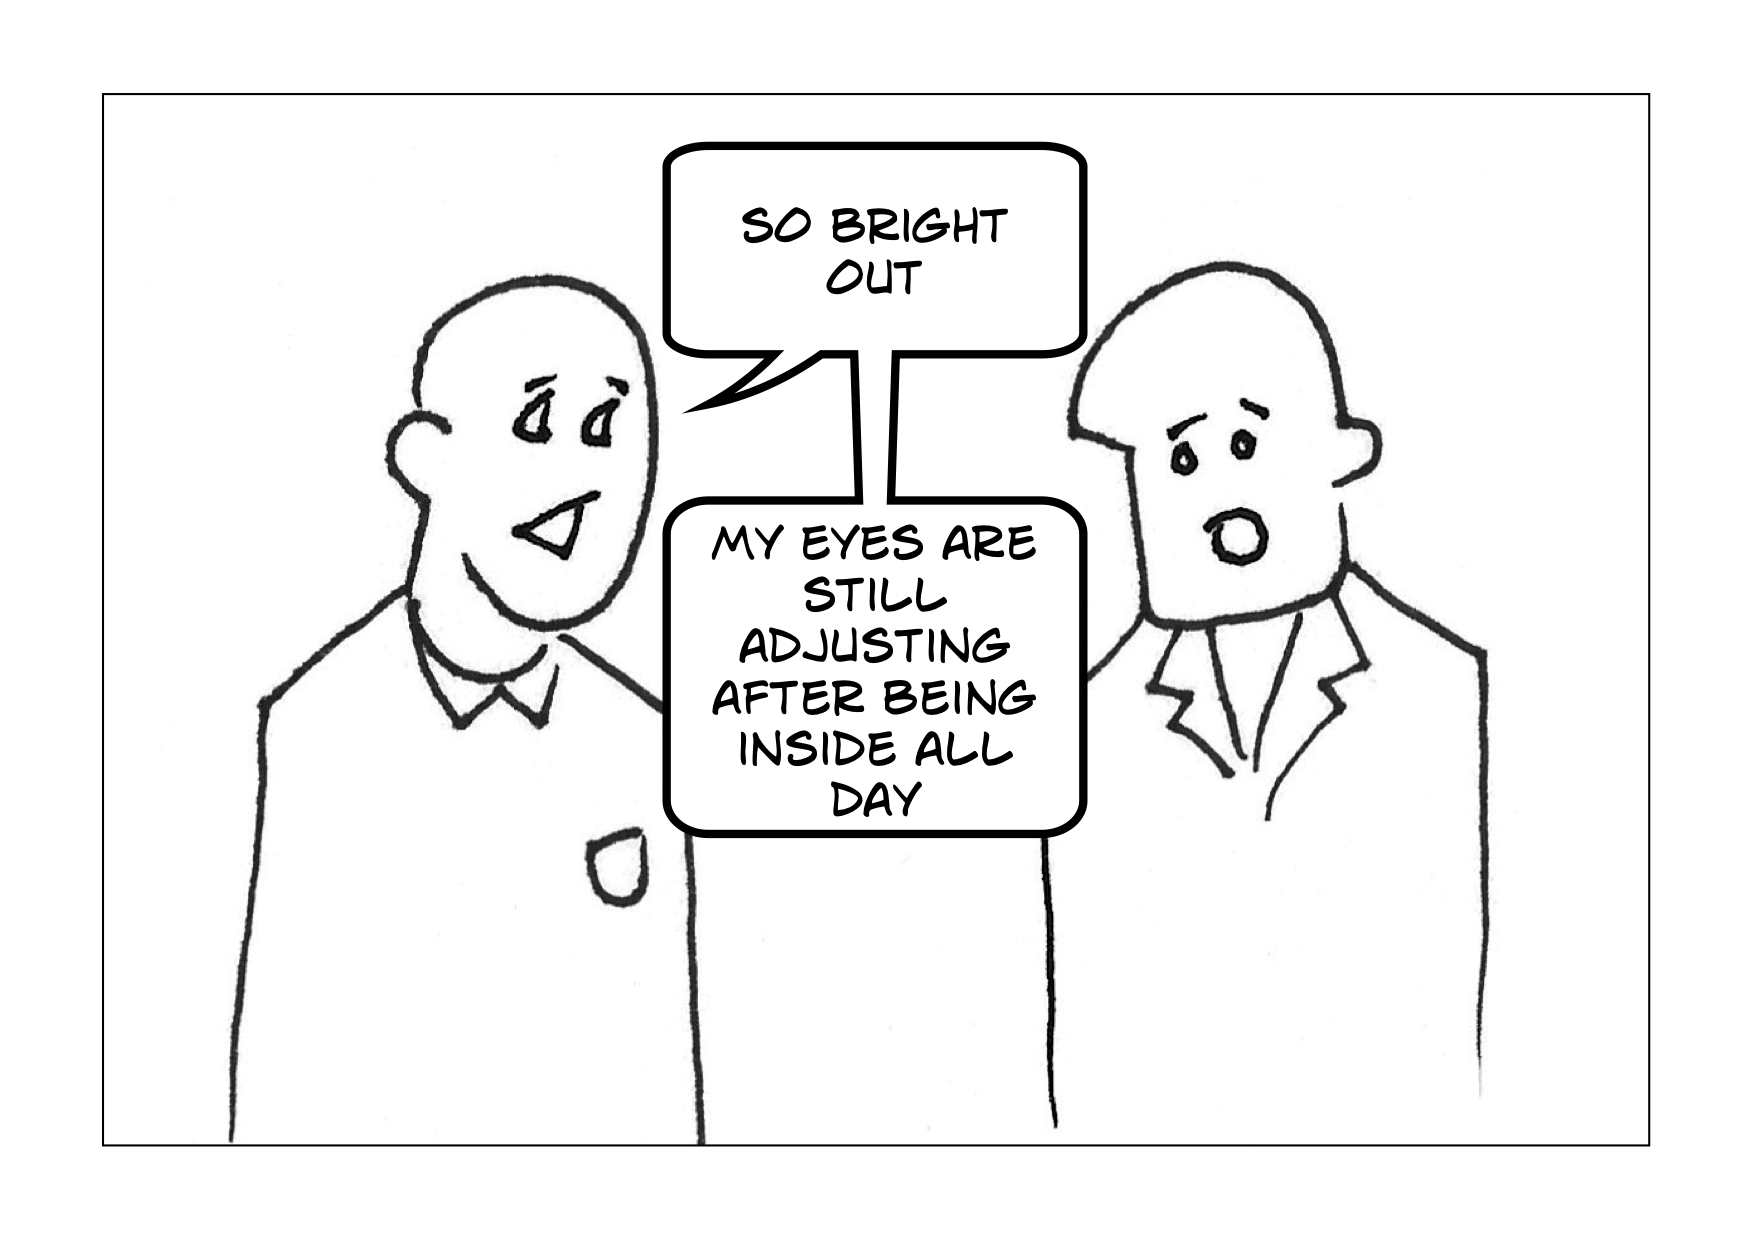 SO BRIGHT
OUT
MY EYES ARE
STILL
ADJUSTING
AFTER BEING
INSIDE ALL
DAY